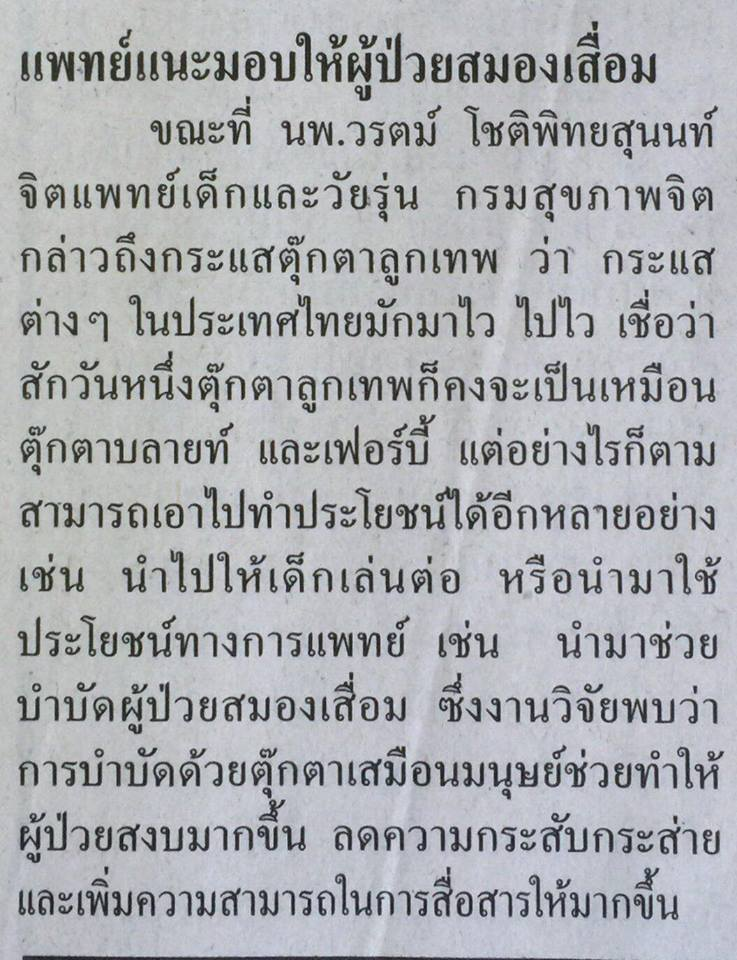 แพทย์แนะมอบให้ผู้ป่วยสมองเสื่อม
ขณะที่ นพ.วรตม์ โชติพิทยสุนนท์
จิตแพทย์เด็กและวัยรุ่น กรมสุขภาพจิต
กล่าวถึงกระแสตุ๊กตาลูกเทพ ว่า กระแส
ต่างๆ ในประเทศไทยมักมาไว ไปไว เชื่อว่า
สักวันหนึ่งตุ๊กตาลูกเทพก็คงจะเป็นเหมือน
ตุ๊กตาบลายท์ และเฟอร์บี้ แต่อย่างไรก็ตาม
สามารถเอาไปทำประโยชน์ได้อีกหลายอย่าง
เช่น นำไปให้เด็กเล่นต่อ หรือนำมาใช้
ประโยชน์ทางการแพทย์ เช่น นำมาช่วย
บำบัดผู้ป่วยสมองเสื่อม ซึ่งงานวิจัยพบว่า
การบำบัดด้วยตุ๊กตาเสมือนมนุษย์ช่วยทำให้
ผู้ป่วยสงบมากขึ้น ลดความกระสับกระส่าย
และเพิ่มความสามารถในการสื่อสารให้มากขึ้น